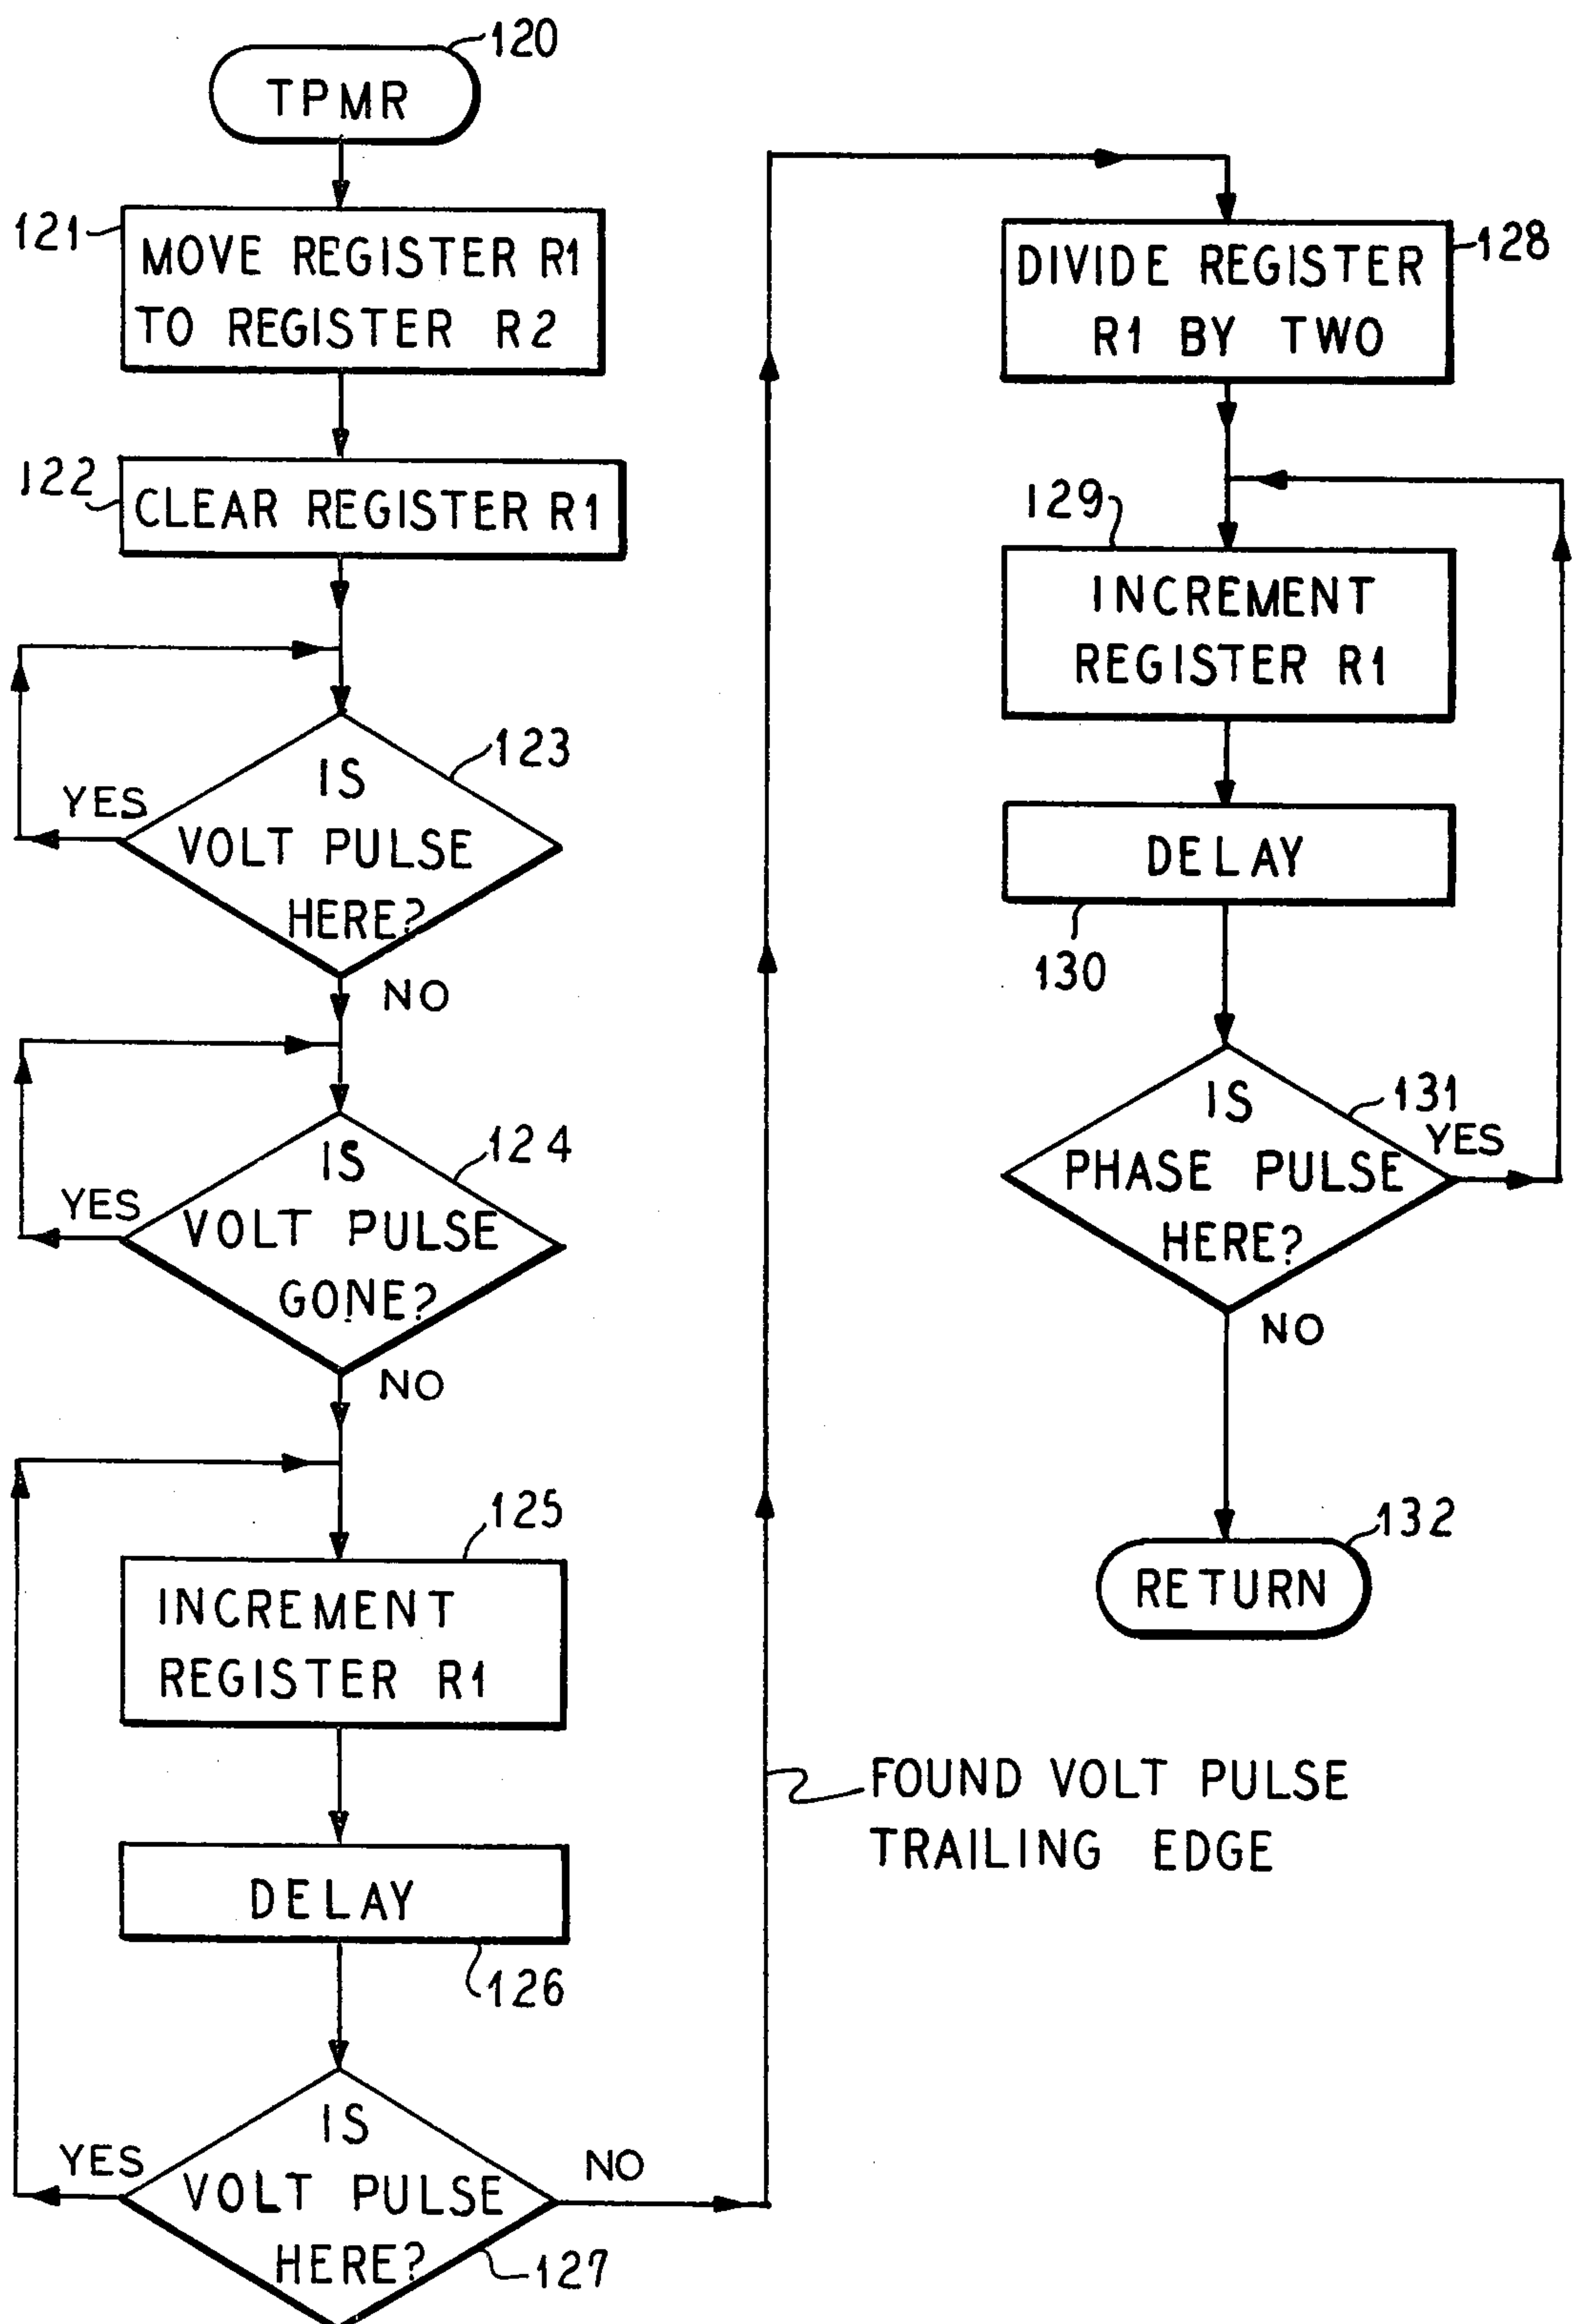 120
TPMR
121
MOVE REGISTER R1
TO REGISTER R2
122
CLEAR REGISTER R1
123
IS
VOLT PULSE
HERE?
YES
NO
124
IS
VOLT PULSE
GONE?
YES
NO
125
INCREMENT
REGISTER R1
DELAY
126
IS
VOLT PULSE
HERE?
YES
NO
127
FOUND VOLT PULSE
TRAILING EDGE
DIVIDE REGISTER
R1 BY TWO
128
129
INCREMENT
REGISTER R1
DELAY
130
131
IS
PHASE PULSE
HERE?
YES
NO
132
RETURN